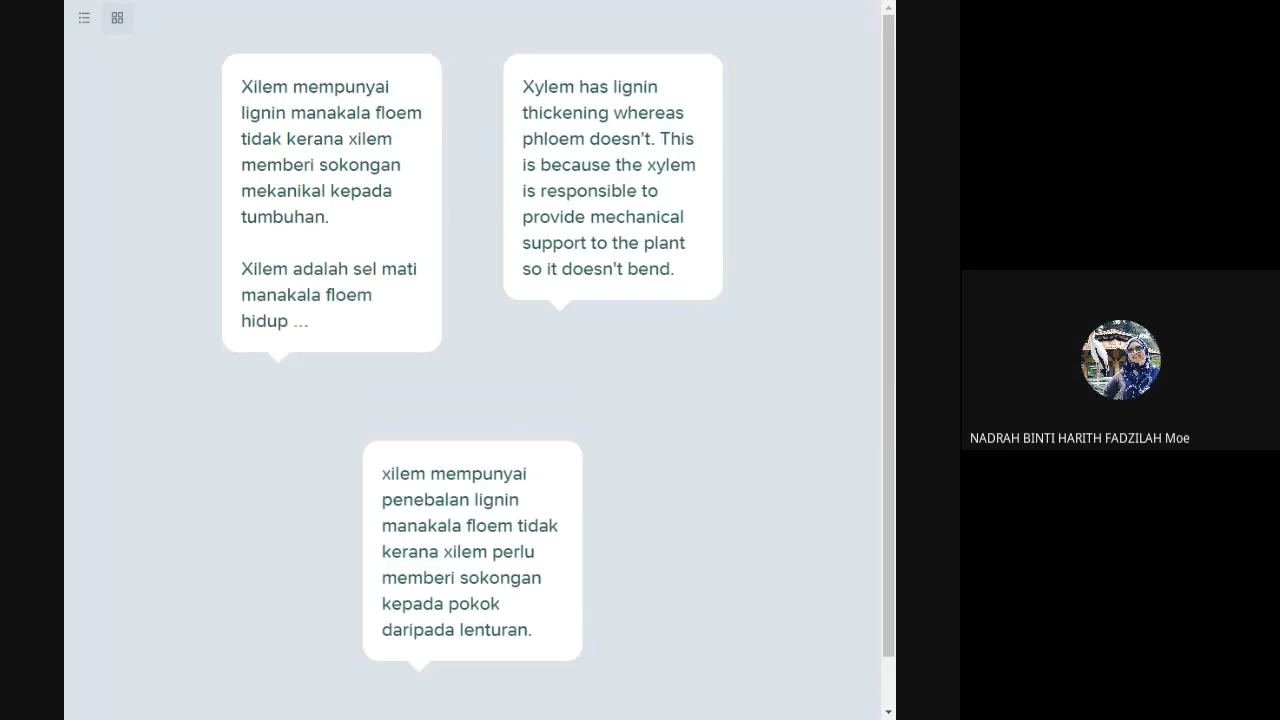 Xilem mempunyai
lignin manakala floem
tidak kerana xilem
memberi sokongan
mekanikal kepada
tumbuhan.
Xilem adalah sel mati
manakala floem
hidup ...
Xylem has lignin
thickening whereas
phloem doesn't. This
is because the xylem
is responsible to
provide mechanical
support to the plant
so it doesn't bend.
xilem mempunyai
penebalan lignin
manakala floem tidak
kerana xilem perlu
memberi sokongan
kepada pokok
daripada lenturan.
NADRAH BINTI HARITH FADZILAH Moe